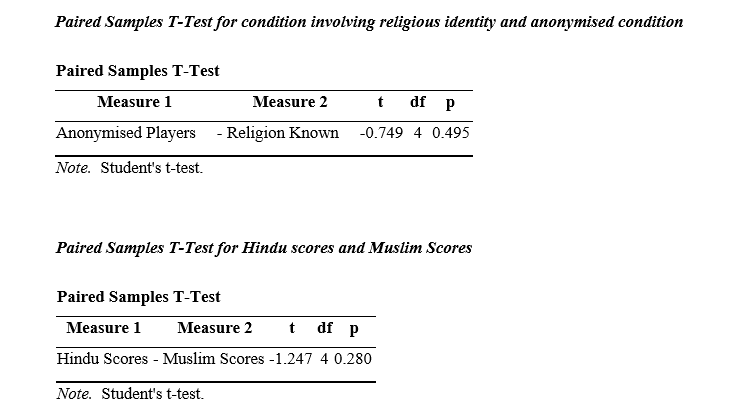 Paired Samples T-Test for condition involving religious identity and anonymised condition
Paired Samples T-Test
Measure 1 Measure 2 t df p
Anonymised Players - Religion Known -0.749 4 0.495
Note. Student's t-test.
Paired Samples T-Test for Hindu scores and Muslim Scores
Paired Samples T-Test
Measure 1 Measure 2 t df p
Hindu Scores - Muslim Scores -1.247 4 0.280
Note. Student's t-test.